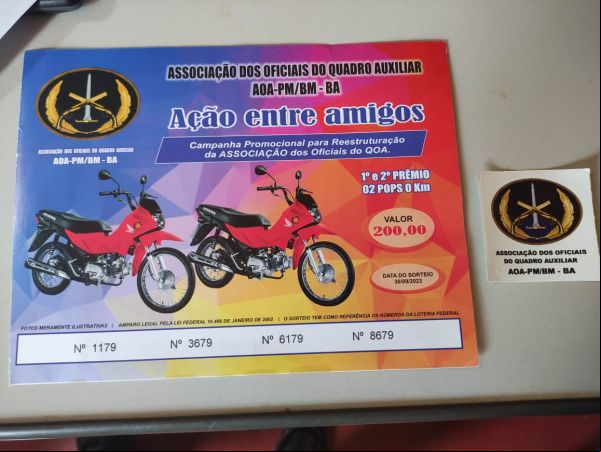 ASSOCIAÇÃO DOS OFICIAIS DO QUADRO AUXILIAR
AOA-PM/BM - BA
Ação entre amigos
Campanha Promocional para Reestruturação
da ASSOCIAÇÃO dos Oficiais do QOA.
ASSOCIAÇÃO DOS OFICIAIS DO QUADRO AUXILIAR
AOA-PM/BM - BA
1º e 2º PRÊMIO
02 POPS 0 Km
VALOR
200,00
DATA DO SORTEIO
30/09/2023
FOTOS MERAMENTE ILUSTRATIVAS | AMPARO LEGAL PELA LEI FEDERAL 10.406 DE JANEIRO DE 2002 | O SORTEIO TEM COMO REFERÊNCIA OS NÚMEROS DA LOTERIA FEDERAL
Nº 1179 Nº 3679 Nº 6179 Nº 8679
ASSOCIAÇÃO DOS OFICIAIS
DO QUADRO AUXILIAR
AOA-PM/BM - BA